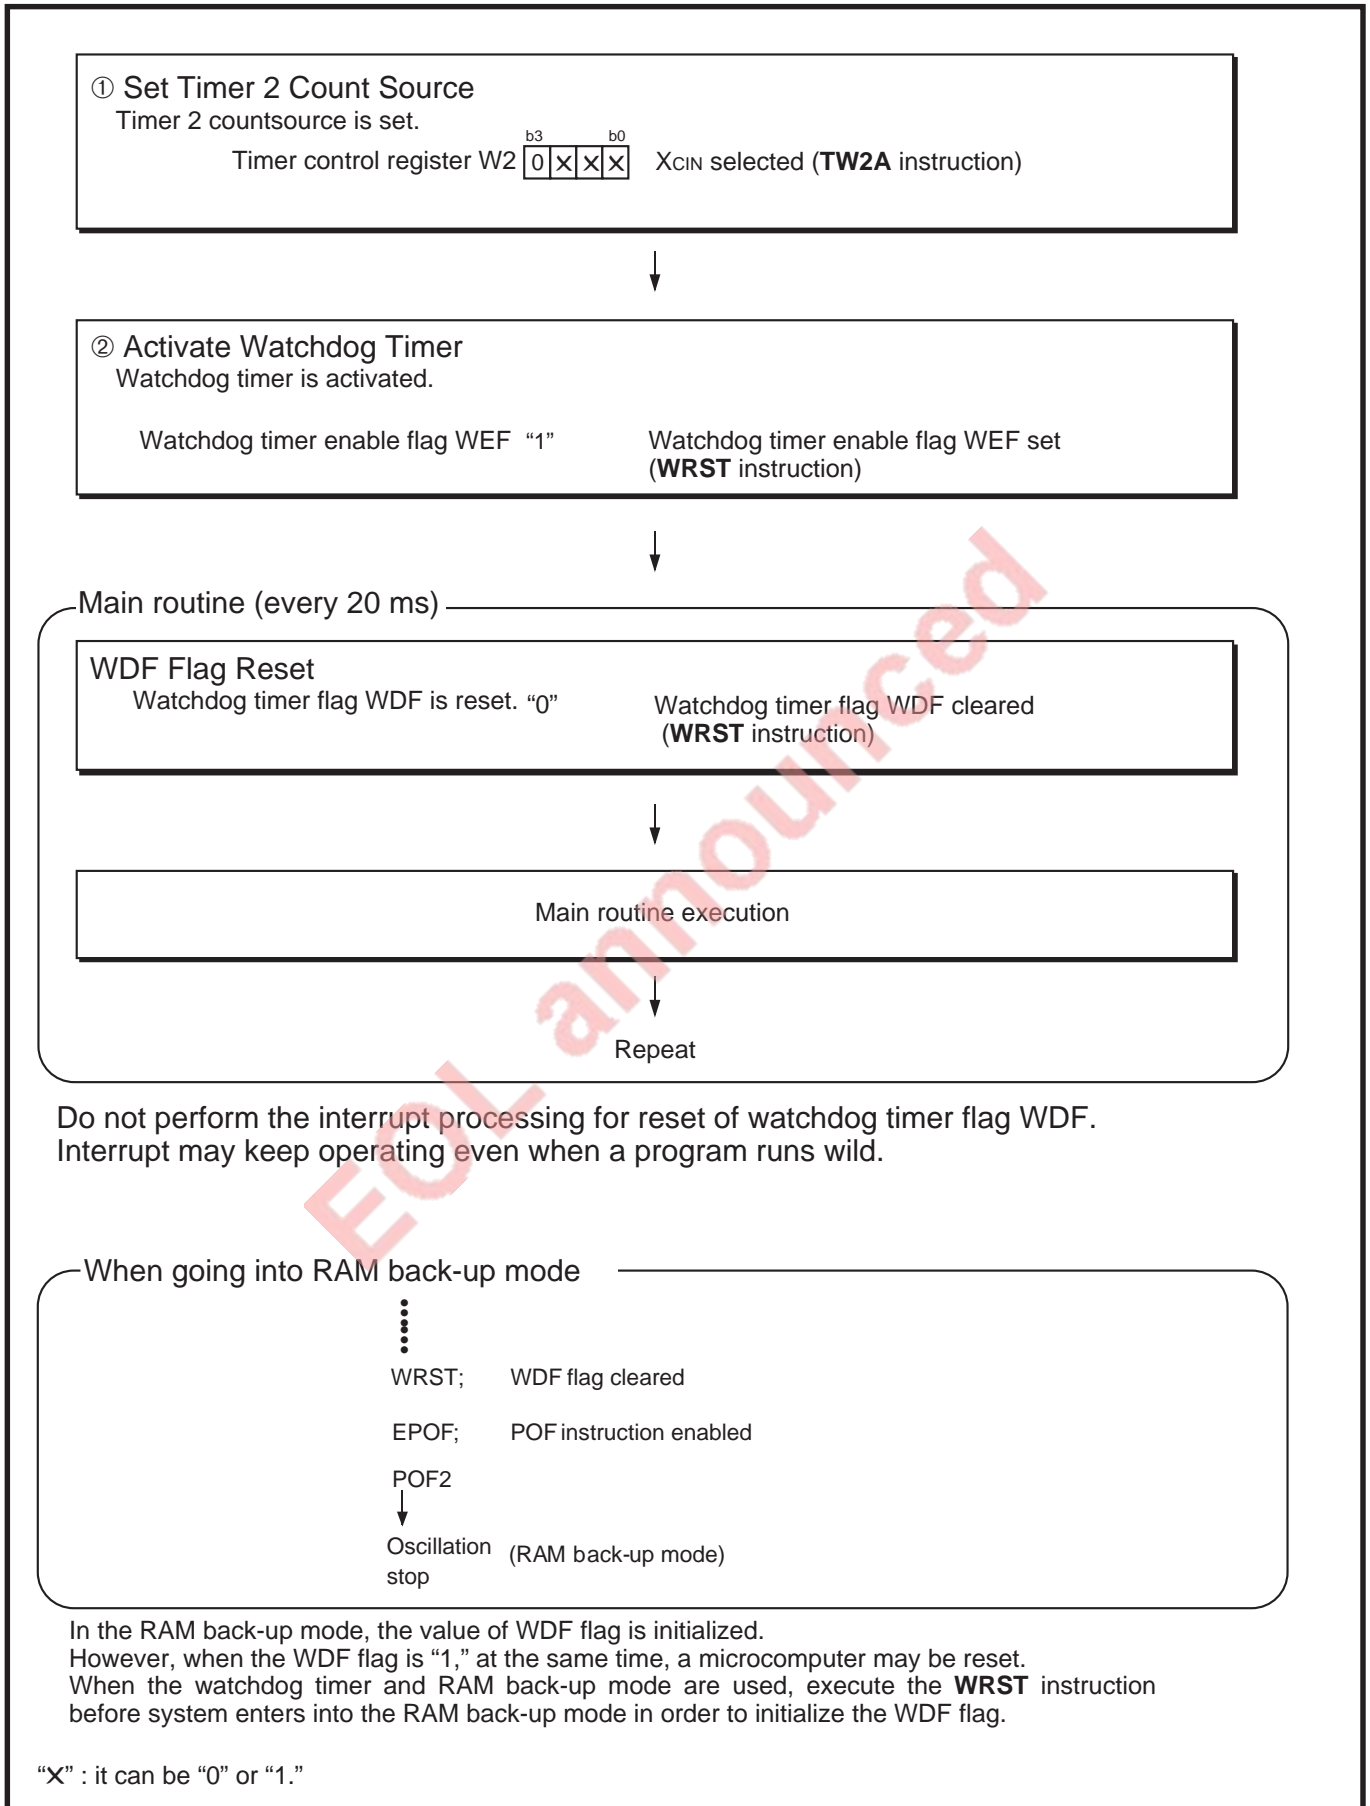 ① Set Timer 2 Count Source
Timer 2 countsource is set.
b3 b0
Timer control register W2 0 X X X XCIN selected (TW2A instruction)
② Activate Watchdog Timer
Watchdog timer is activated.
Watchdog timer enable flag WEF “1” Watchdog timer enable flag WEF set
(WRST instruction)
Main routine (every 20 ms)
WDF Flag Reset
Watchdog timer flag WDF is reset. “0” Watchdog timer flag WDF cleared
(WRST instruction)
Main routine execution
Repeat
Do not perform the interrupt processing for reset of watchdog timer flag WDF.
Interrupt may keep operating even when a program runs wild.
When going into RAM back-up mode
WRST; WDF flag cleared
EPOF; POF instruction enabled
POF2
Oscillation (RAM back-up mode)
stop
In the RAM back-up mode, the value of WDF flag is initialized.
However, when the WDF flag is “1,” at the same time, a microcomputer may be reset.
When the watchdog timer and RAM back-up mode are used, execute the WRST instruction
before system enters into the RAM back-up mode in order to initialize the WDF flag.
“X” : it can be “0” or “1.”
EOL announced